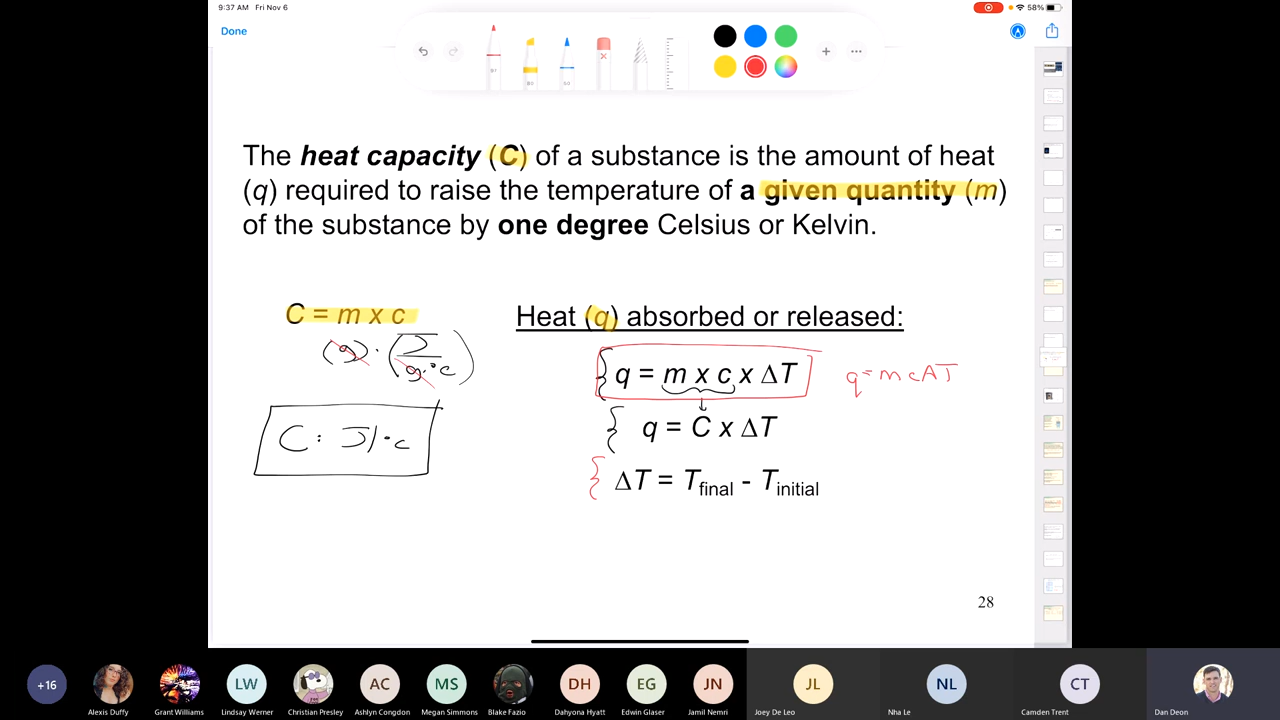 9:37 AM Fri Nov 6
58%
Done
The heat capacity (C) of a substance is the amount of heat
(q) required to raise the temperature of a given quantity (m)
of the substance by one degree Celsius or Kelvin.
C = m x c
(g) · (J / g·°c)
C : J/°c
Heat (q) absorbed or released:
q = m x c x ΔT
q = mcΔT
q = C x ΔT
ΔT = Tfinal - Tinitial
28
+16
LW
AC
MS
DH
EG
JN
JL
NL
CT
Alexis Duffy
Grant Williams
Lindsay Werner
Christian Presley
Ashlyn Congdon
Megan Simmons
Blake Fazio
Dahyona Hyatt
Edwin Glaser
Jamil Nemri
Joey De Leo
Nha Le
Camden Trent
Dan Deon